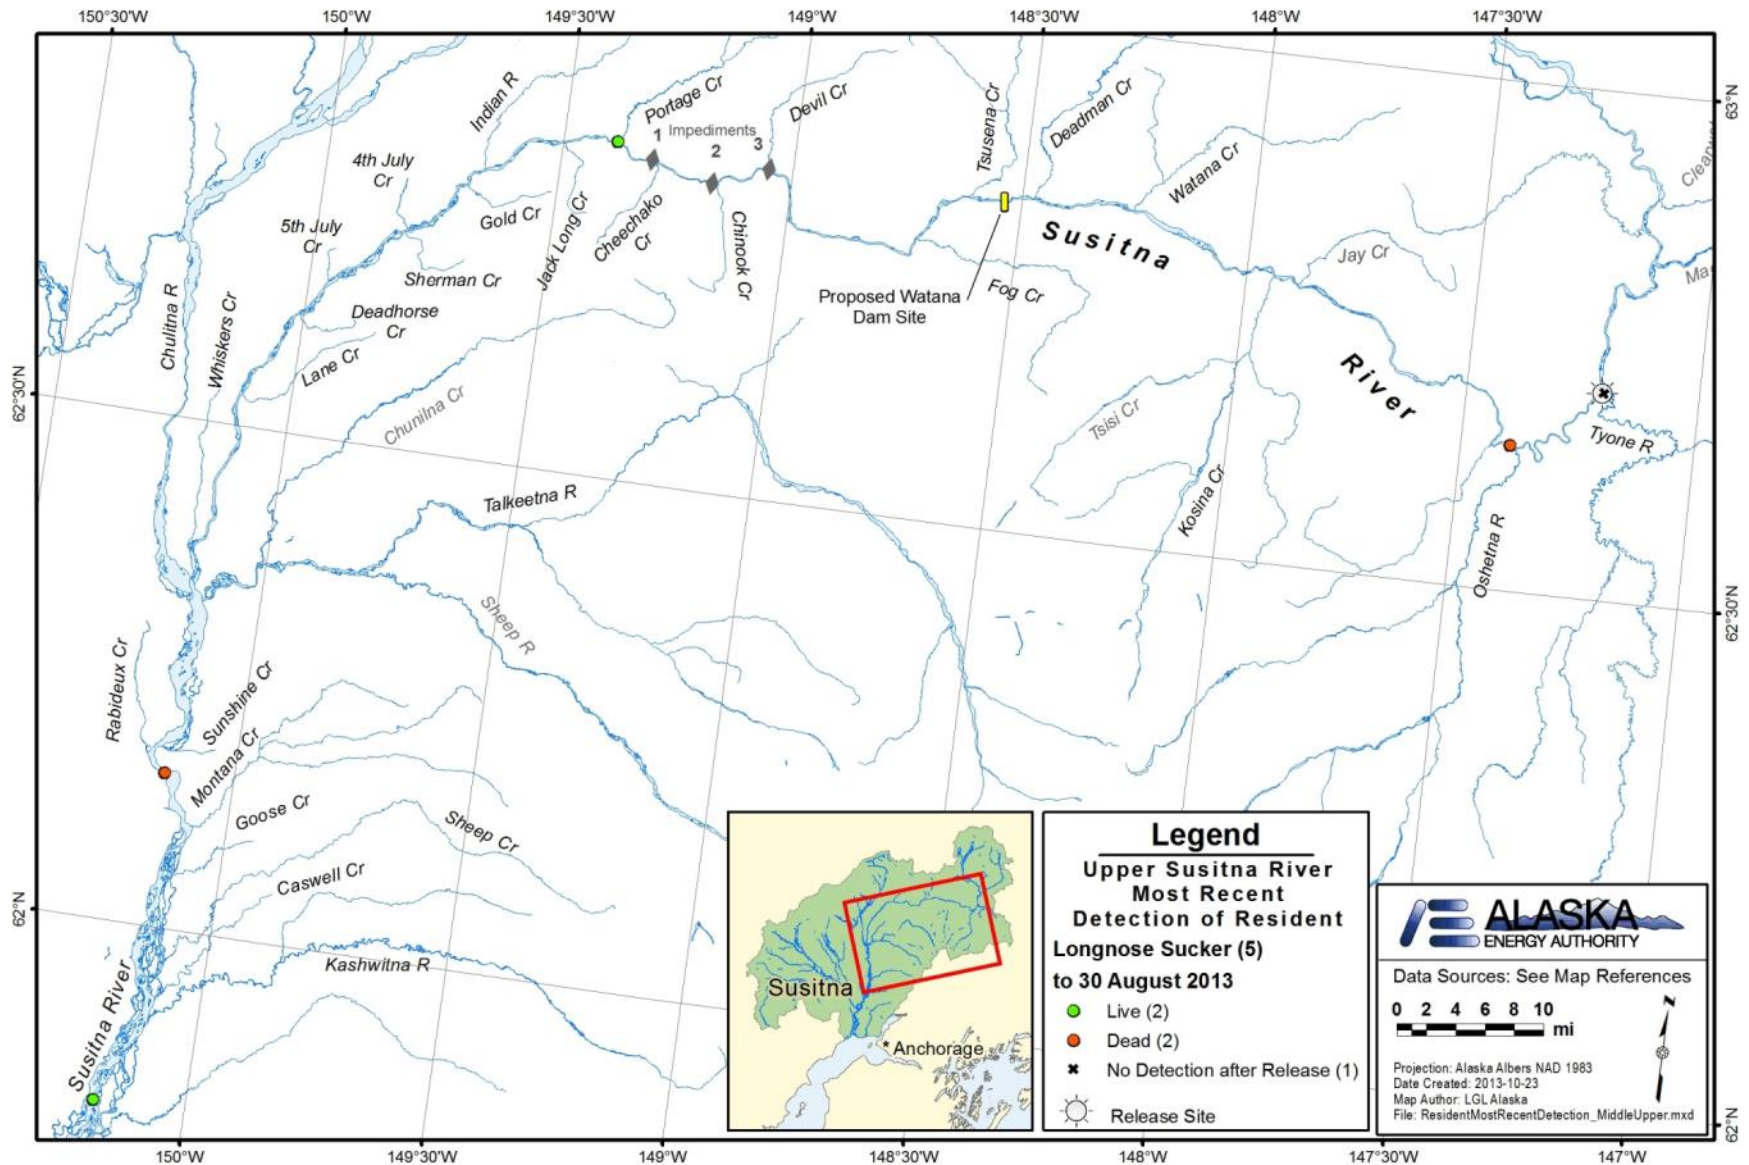 150°30'W
150°W
149°30'W
149°W
148°30'W
148°W
147°30'W
63°N
62°30'N
62°N
62°30'N
62°N
150°W
149°30'W
149°W
148°30'W
148°W
147°30'W
147°W
Indian R
Portage Cr
Impediments
1
2
3
Devil Cr
Tsusena Cr
Deadman Cr
Watana Cr
4th July
Cr
5th July
Cr
Gold Cr
Jack Long Cr
Cheechako
Cr
Chinook Cr
Susitna
River
Jay Cr
Sherman Cr
Deadhorse
Cr
Lane Cr
Chulitna R
Whiskers Cr
Proposed Watana
Dam Site
Fog Cr
Chunilna Cr
Tsisi Cr
Kosina Cr
Tyone R
Oshetna R
Talkeetna R
Sheep R
Rabideux Cr
Sunshine Cr
Montana Cr
Goose Cr
Sheep Cr
Caswell Cr
Kashwitna R
Susitna River
Susitna
* Anchorage
Legend
Upper Susitna River
Most Recent
Detection of Resident
Longnose Sucker (5)
to 30 August 2013
Live (2)
Dead (2)
No Detection after Release (1)
Release Site
ALASKA
ENERGY AUTHORITY
Data Sources: See Map References
0 2 4 6 8 10
mi
N
Projection: Alaska Albers NAD 1983
Date Created: 2013-10-23
Map Author: LGL Alaska
File: ResidentMostRecentDetection_MiddleUpper.mxd